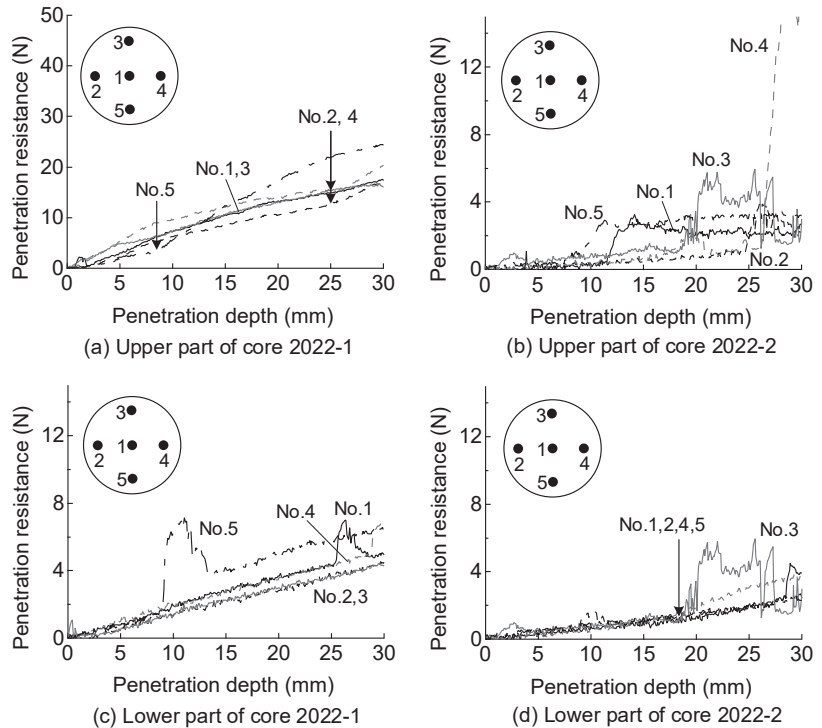 50
40
30
20
10
0
Penetration resistance (N)
3
2 1 4
5
No.2, 4
No.1,3
No.5
0 5 10 15 20 25 30
Penetration depth (mm)
(a) Upper part of core 2022-1
12
8
4
0
Penetration resistance (N)
3
2 1 4
5
No.4
No.3
No.1
No.5
No.2
0 5 10 15 20 25 30
Penetration depth (mm)
(b) Upper part of core 2022-2
12
8
4
0
Penetration resistance (N)
3
2 1 4
5
No.4 No.1
No.5
No.2,3
0 5 10 15 20 25 30
Penetration depth (mm)
(c) Lower part of core 2022-1
12
8
4
0
Penetration resistance (N)
3
2 1 4
5
No.1,2,4,5
No.3
0 5 10 15 20 25 30
Penetration depth (mm)
(d) Lower part of core 2022-2